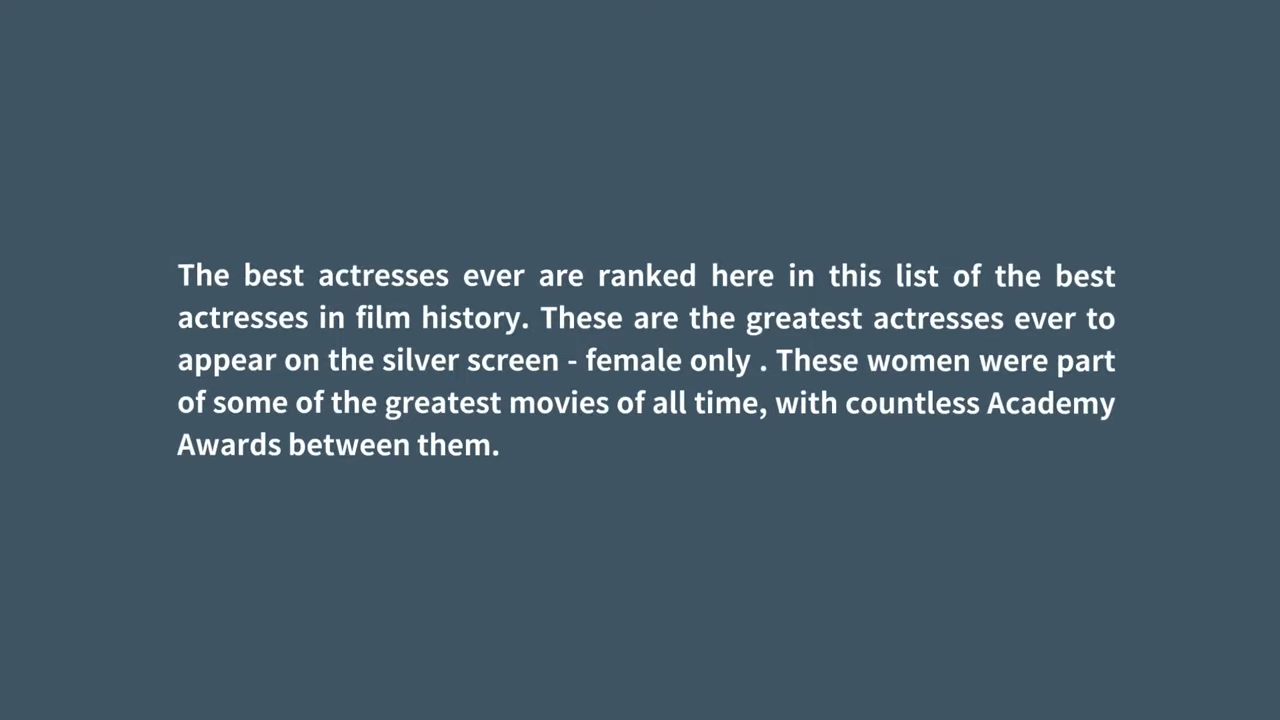 The best actresses ever are ranked here in this list of the best
actresses in film history. These are the greatest actresses ever to
appear on the silver screen - female only . These women were part
of some of the greatest movies of all time, with countless Academy
Awards between them.